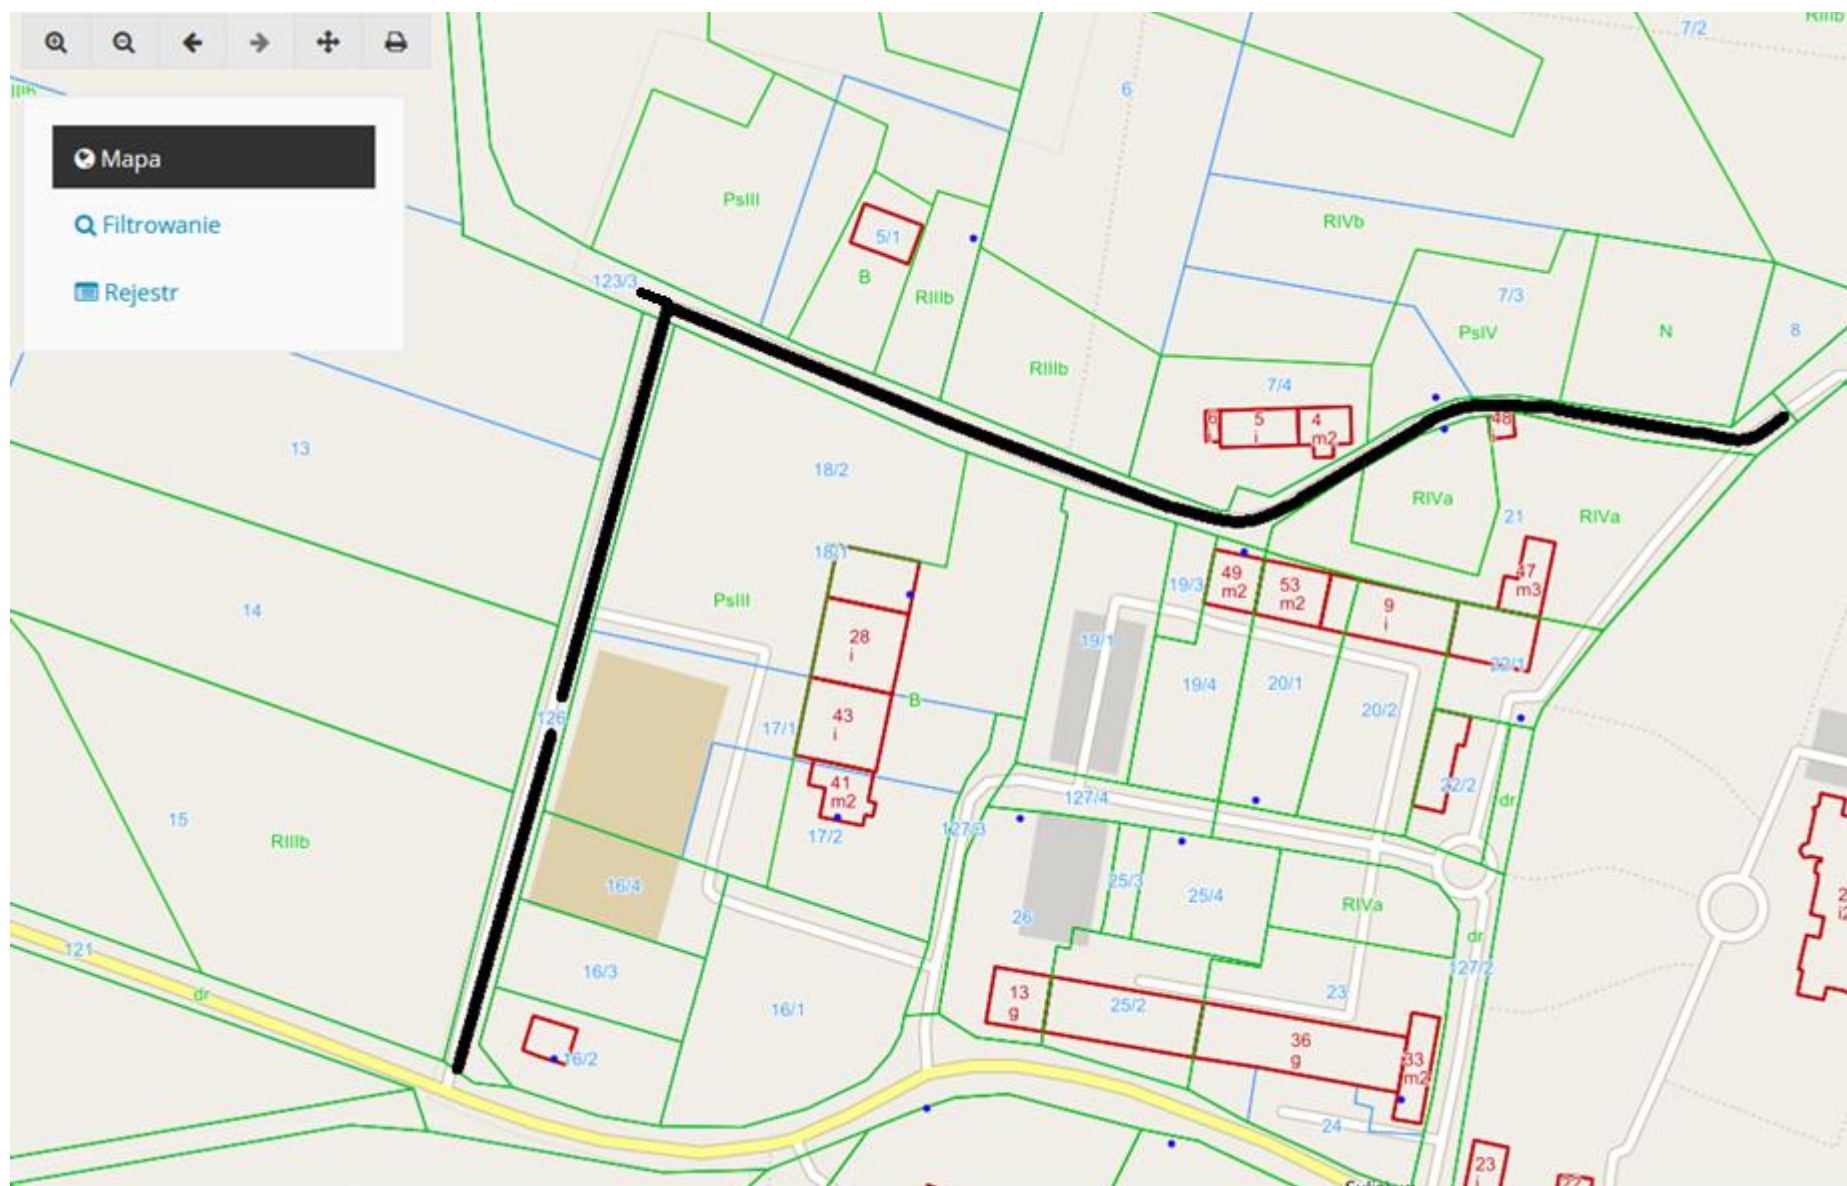 7/2
RIIIb
6
Mapa
PsIII
Filtrowanie
RIVb
5/1
B
123/3
Rejestr
RIIIb
7/3
PsIV
N
8
RIIIb
7/4
6
i
5
i
4
m2
48
i
13
18/2
RIVa
21
RIVa
18/1
49
m2
53
m2
47
m3
19/3
14
PsIII
9
i
28
i
19/1
22/1
19/4
20/1
B
20/2
126
17/1
43
i
41
m2
22/2
127/4
dr
15
17/2
127/3
RIIIb
16/4
25/3
25/4
RIVa
26
dr
121
16/3
127/2
dr
13
g
25/2
23
16/1
36
g
16/2
33
m2
24
23
i
22